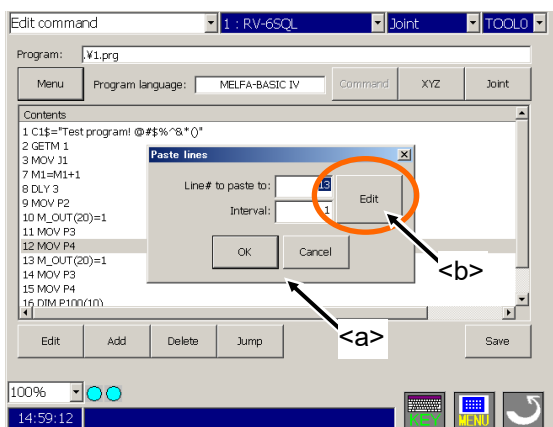 Edit command 1 : RV-6SQL Joint TOOL0
Program: .¥1.prg
Menu Program language: MELFA-BASIC IV Command XYZ Joint
Contents
1 C1$="Test program! @#$%^&*()"
2 GETM 1
3 MOV J1
7 M1=M1+1
8 DLY 3
9 MOV P2
10 M_OUT(20)=1
11 MOV P3
12 MOV P4
13 M_OUT(20)=1
14 MOV P3
15 MOV P4
16 DIM P100(10)
Paste lines
Line# to paste to: 13
Interval: 1
Edit
OK Cancel
<b>
<a>
Edit Add Delete Jump Save
100%
14:59:12
KEY MENU